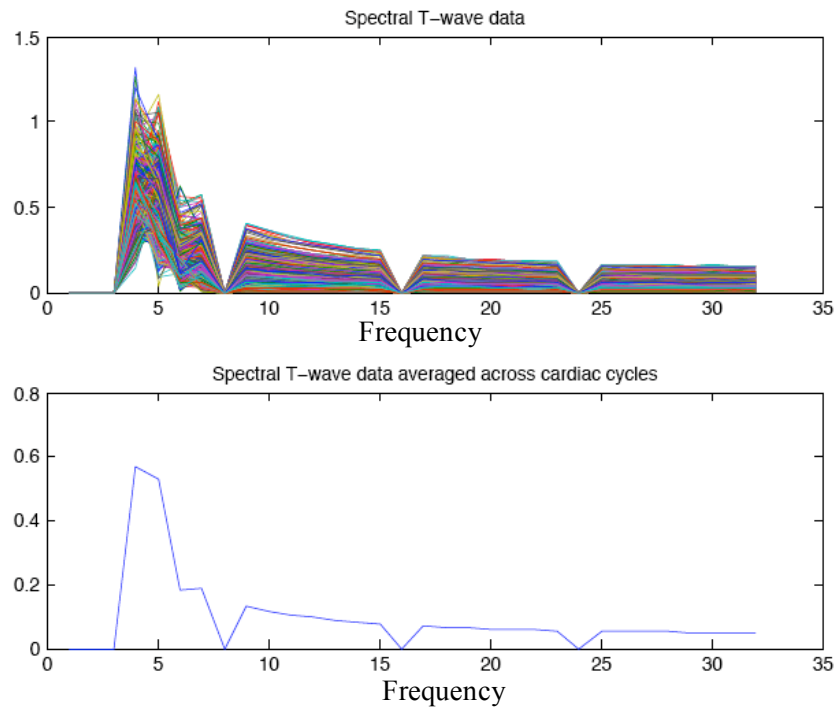 Spectral T-wave data
1.5
1
0.5
0
0 5 10 15 20 25 30 35
Frequency
Spectral T-wave data averaged across cardiac cycles
0.8
0.6
0.4
0.2
0
0 5 10 15 20 25 30 35
Frequency